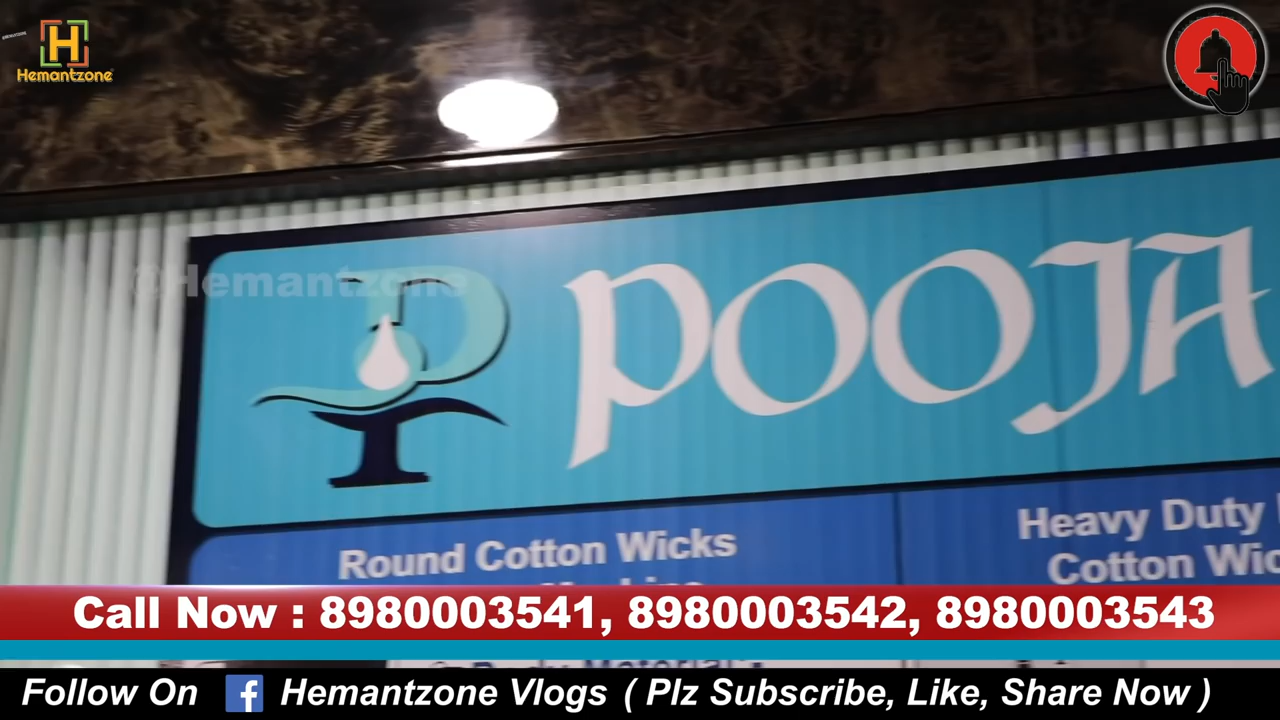 H
Hemantzone
@Hemantzone
POOJA
Round Cotton Wicks
Heavy Duty
Cotton
Call Now : 8980003541, 8980003542, 8980003543
Follow On f Hemantzone Vlogs ( Plz Subscribe, Like, Share Now )